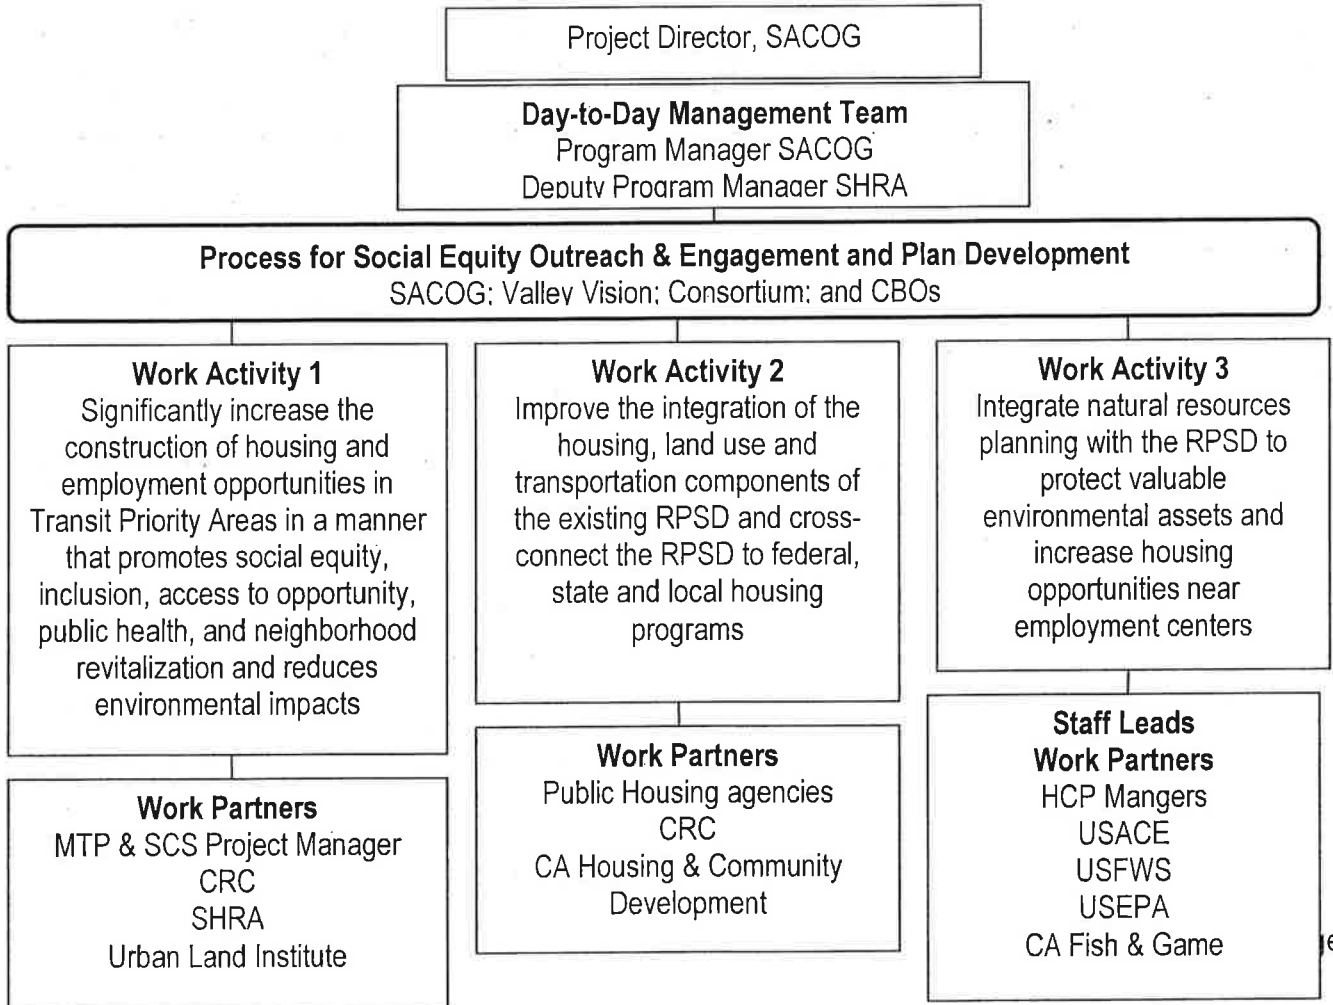 Project Director, SACOG
Day-to-Day Management Team
Program Manager SACOG
Deputy Program Manager SHRA
Process for Social Equity Outreach & Engagement and Plan Development
SACOG; Valley Vision; Consortium; and CBOs
Work Activity 1
Significantly increase the
construction of housing and
employment opportunities in
Transit Priority Areas in a manner
that promotes social equity,
inclusion, access to opportunity,
public health, and neighborhood
revitalization and reduces
environmental impacts
Work Partners
MTP & SCS Project Manager
CRC
SHRA
Urban Land Institute
Work Activity 2
Improve the integration of the
housing, land use and
transportation components of
the existing RPSD and cross-
connect the RPSD to federal,
state and local housing
programs
Work Partners
Public Housing agencies
CRC
CA Housing & Community
Development
Work Activity 3
Integrate natural resources
planning with the RPSD to
protect valuable
environmental assets and
increase housing
opportunities near
employment centers
Staff Leads
Work Partners
HCP Mangers
USACE
USFWS
USEPA
CA Fish & Game